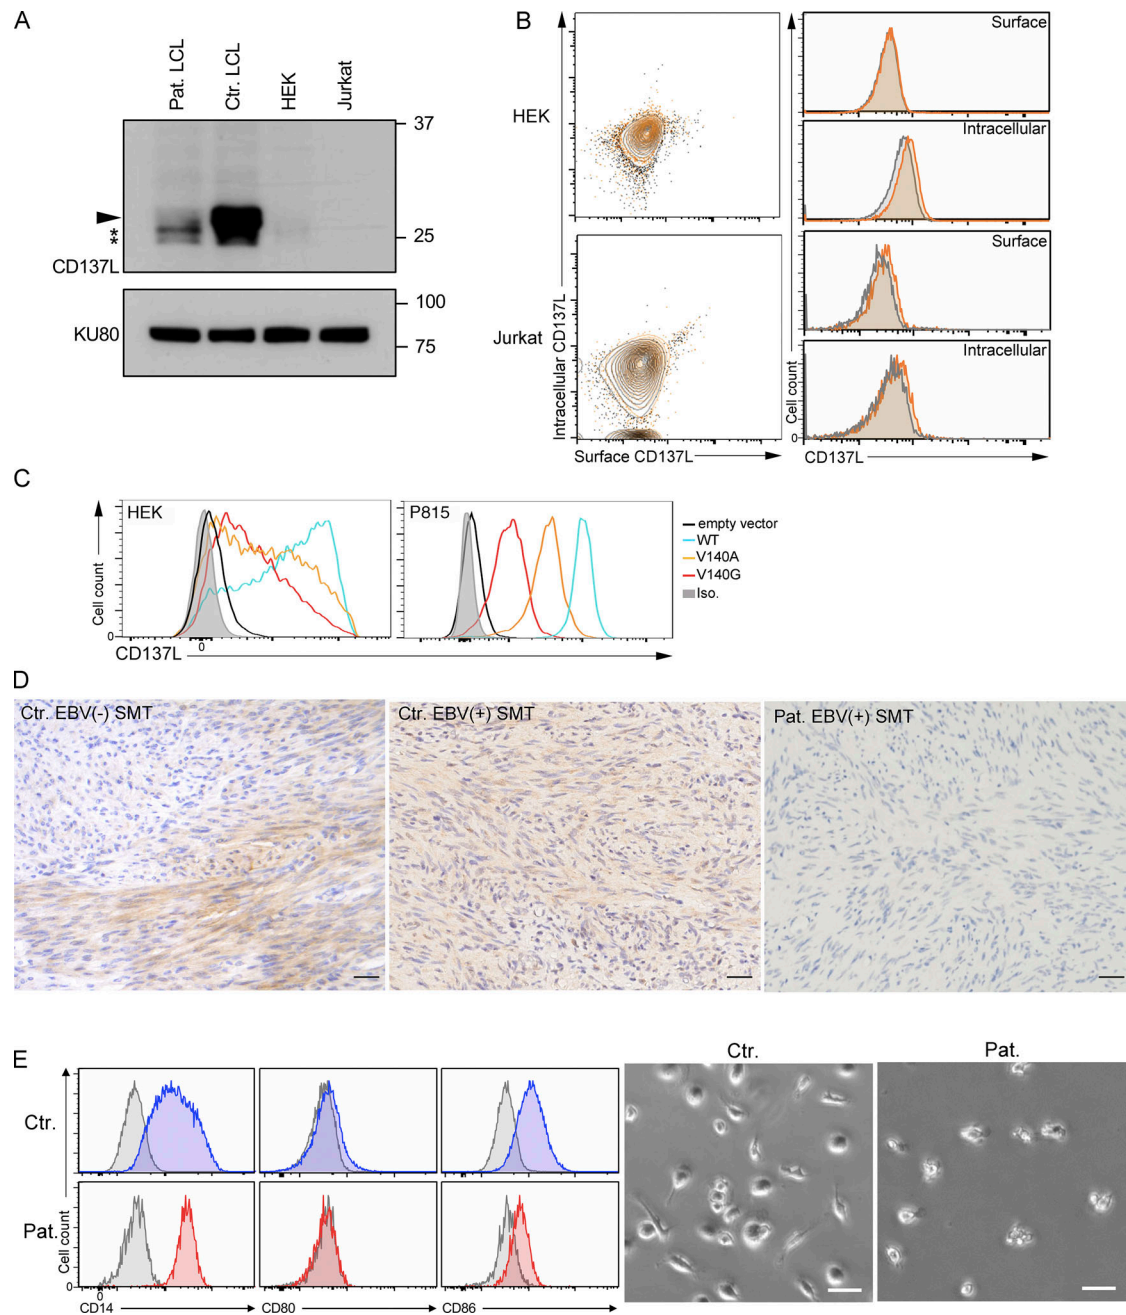 A
Pat. LCL
Ctr. LCL
HEK
Jurkat
37
**
25
CD137L
100
KU80
75
B
HEK
Jurkat
Intracellular CD137L
Surface CD137L
Surface
Intracellular
Surface
Intracellular
Cell count
0
CD137L
C
HEK
P815
Cell count
0
CD137L
empty vector
WT
V140A
V140G
Iso.
D
Ctr. EBV(-) SMT
Ctr. EBV(+) SMT
Pat. EBV(+) SMT
E
Ctr.
Pat.
Cell count
0
0
CD14
CD80
CD86
Ctr.
Pat.